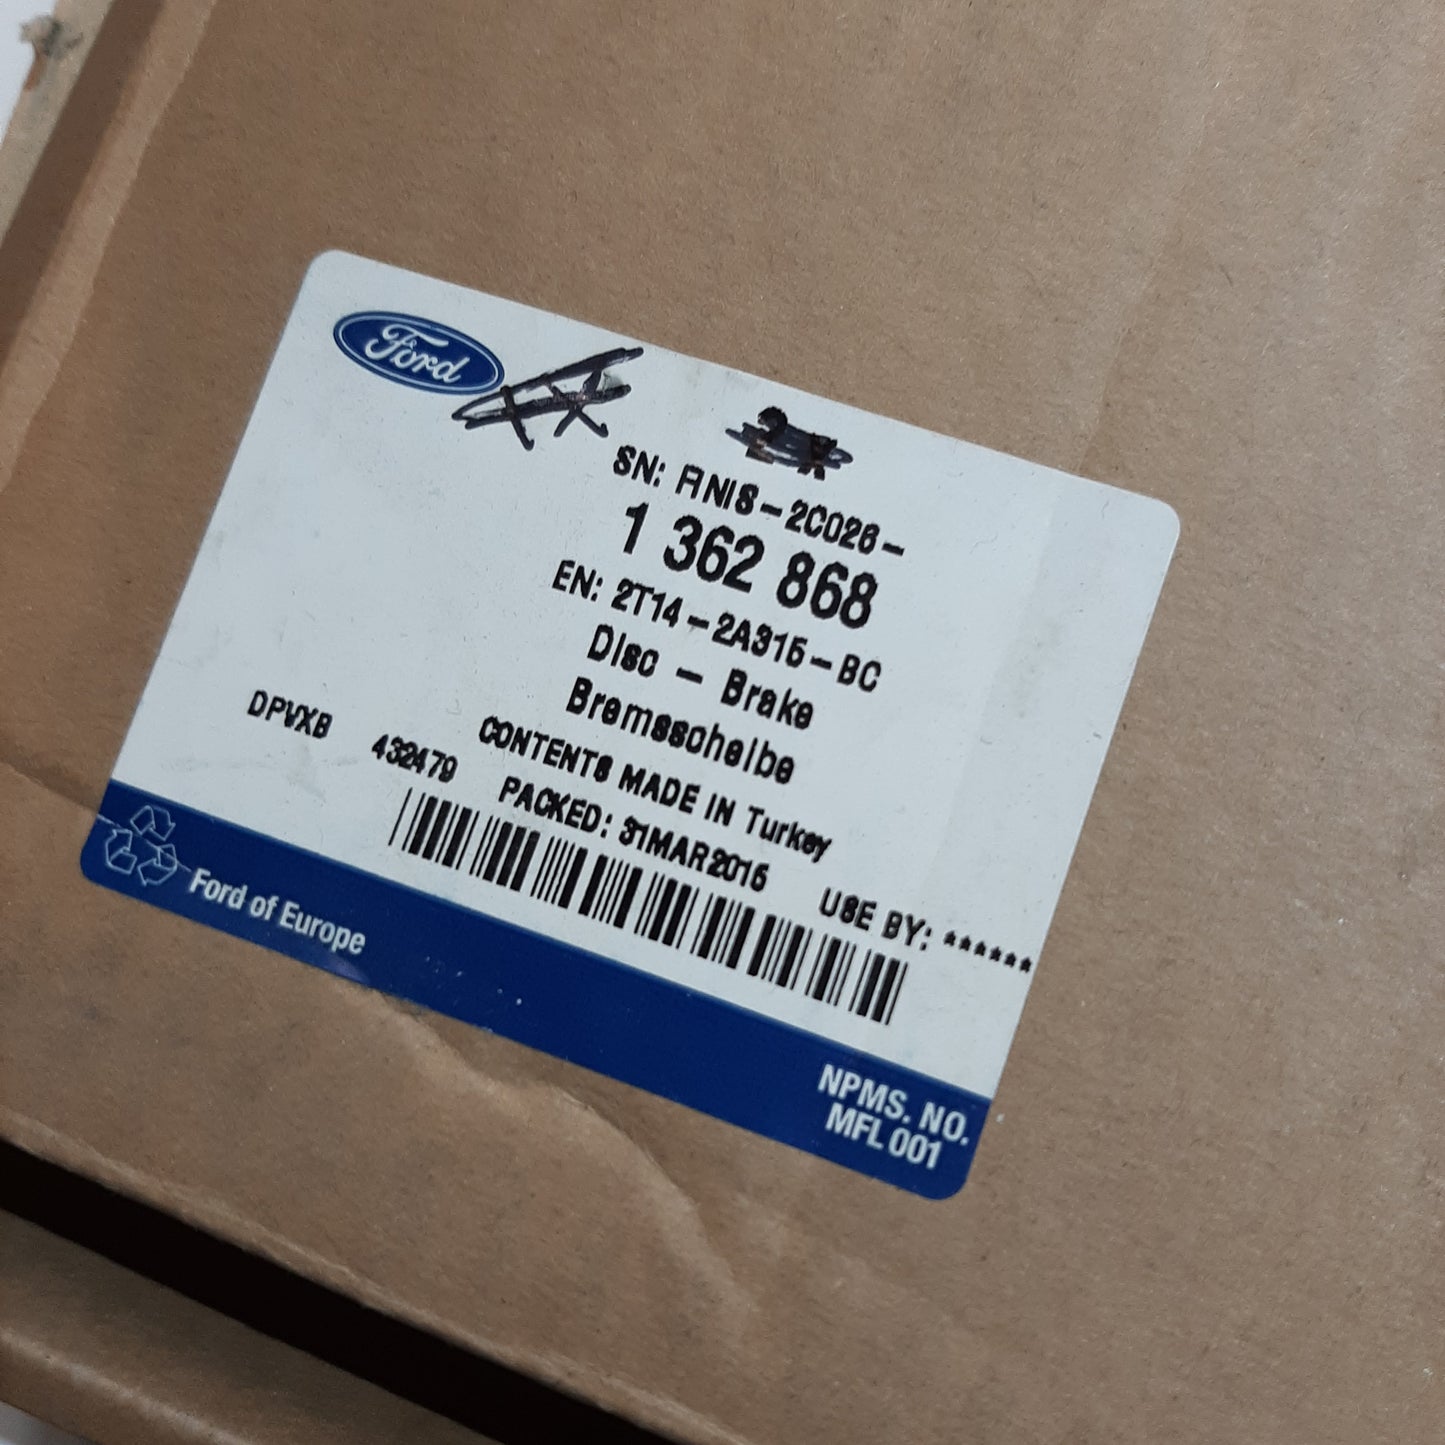 Ford
SN: FINIS-2C026-
1 362 868
EN: 2T14-2A315-BC
Disc - Brake
Bremsscheibe
CONTENTS MADE IN Turkey
DPVXB 432479 PACKED: 31MAR2015 USE BY: ******
Ford of Europe
NPMS. NO.
MFL 001